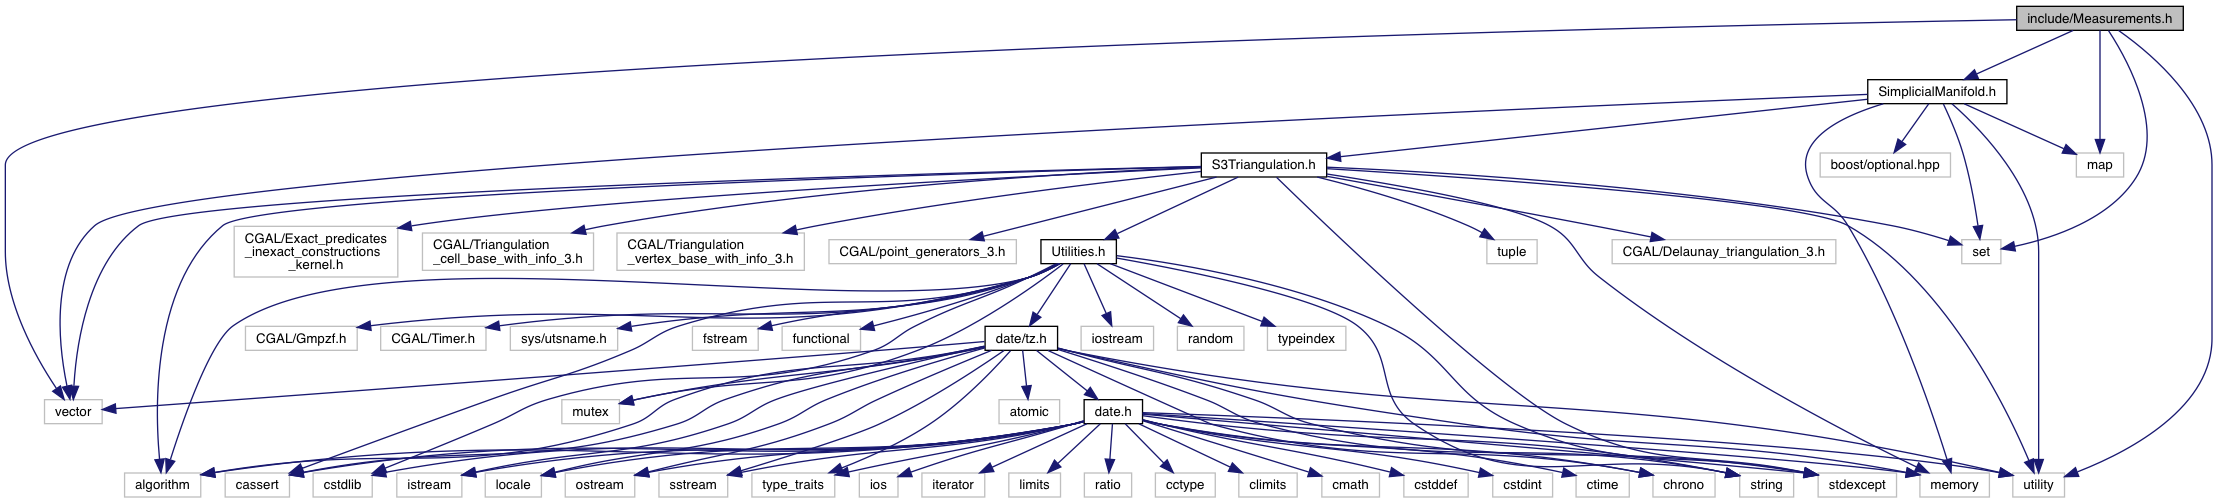 include/Measurements.h
SimplicialManifold.h
S3Triangulation.h
boost/optional.hpp
map
CGAL/Exact_predicates
_inexact_constructions
_kernel.h
CGAL/Triangulation
_cell_base_with_info_3.h
CGAL/Triangulation
_vertex_base_with_info_3.h
CGAL/point_generators_3.h
Utilities.h
tuple
CGAL/Delaunay_triangulation_3.h
set
CGAL/Gmpzf.h
CGAL/Timer.h
sys/utsname.h
fstream
functional
date/tz.h
iostream
random
typeindex
vector
mutex
atomic
date.h
algorithm
cassert
cstdlib
istream
locale
ostream
sstream
type_traits
ios
iterator
limits
ratio
cctype
climits
cmath
cstddef
cstdint
ctime
chrono
string
stdexcept
memory
utility